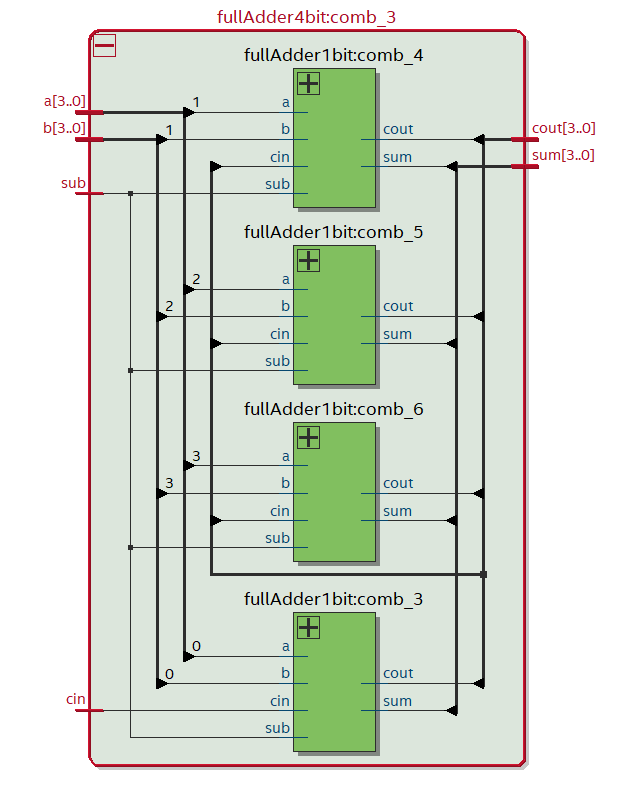 fullAdder4bit:comb_3
fullAdder1bit:comb_4
a[3..0]
1
a
b[3..0]
1
b
cout
cout[3..0]
cin
sum
sum[3..0]
sub
sub
fullAdder1bit:comb_5
2
a
2
b
cout
cin
sum
sub
fullAdder1bit:comb_6
3
a
3
b
cout
cin
sum
sub
fullAdder1bit:comb_3
0
a
0
b
cout
cin
cin
sum
sub